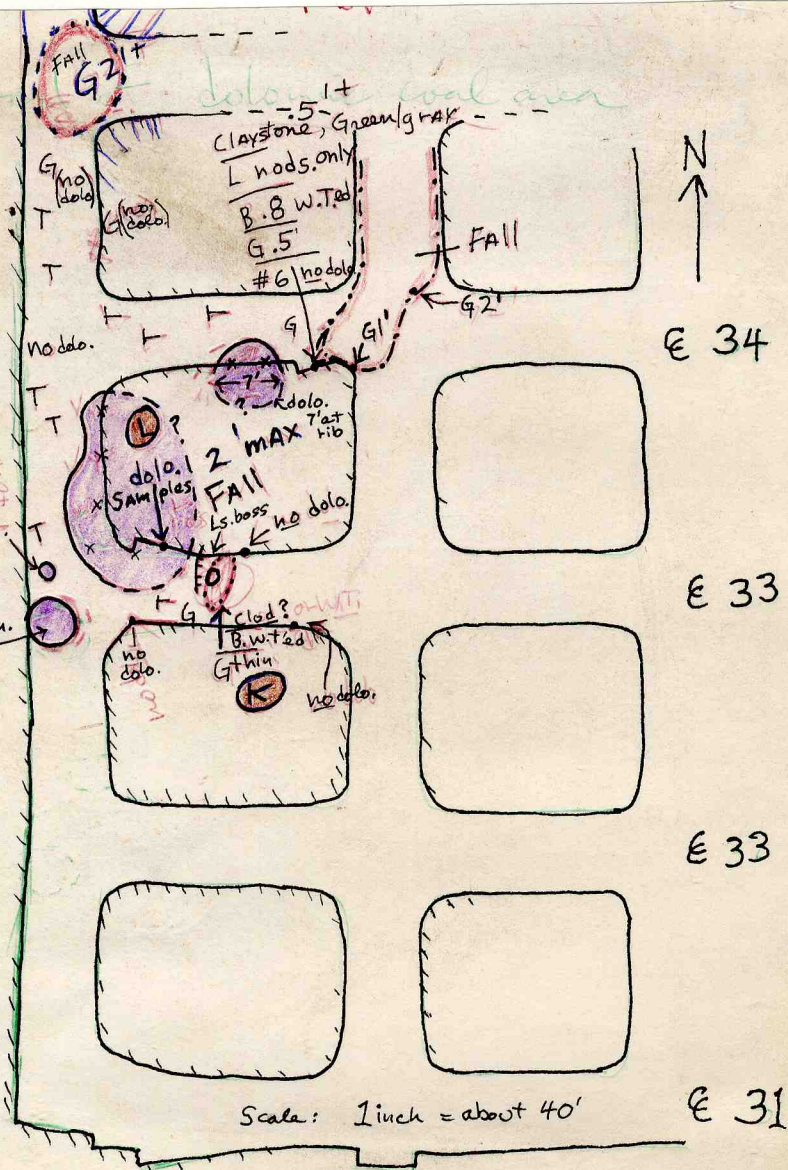 FAll
G2'+
dolomite coal area
.5'+
Claystone, Green/gray
L nods. only
B .8 W.T.ed
G .5'
#6 no dolo
G (no dolo)
T
G (no dolo.)
T
N
FAll
G2'
G
G1'
T
T
T
no dolo.
₠ 34
7'
dolo.
7' at rib
T
T
L ?
?
2' mAX
dolo.!
SAmples
FAll
Ls. boss
no dolo.
T
O
₠ 33
T
G
Clod?
or W.T.
B. w.t'ed
G thin
no dolo.
no dolo.
K
₠ 33
Scale: 1 inch = about 40'
₠ 31